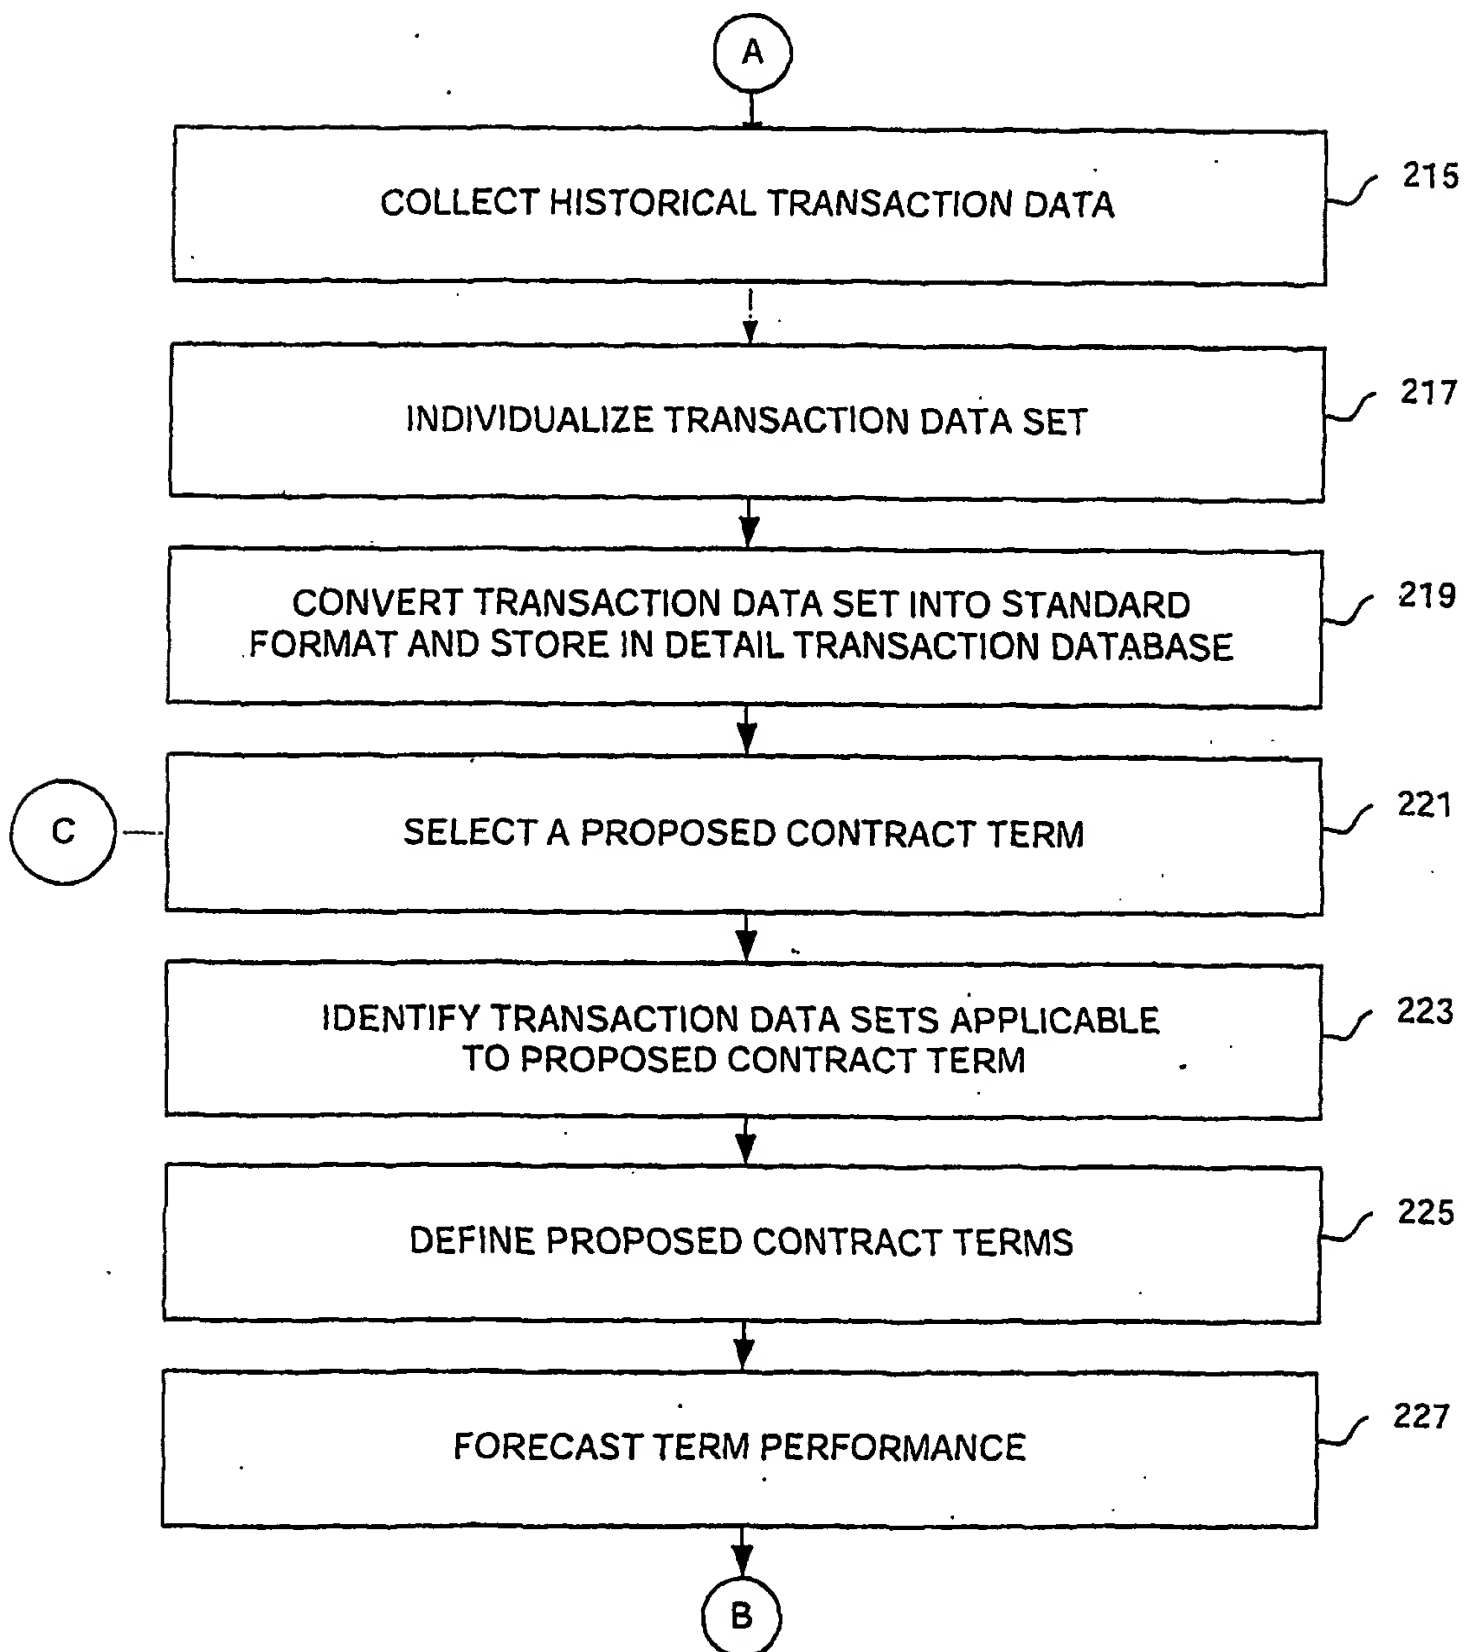 A
COLLECT HISTORICAL TRANSACTION DATA
215
INDIVIDUALIZE TRANSACTION DATA SET
217
CONVERT TRANSACTION DATA SET INTO STANDARD
FORMAT AND STORE IN DETAIL TRANSACTION DATABASE
219
C
SELECT A PROPOSED CONTRACT TERM
221
IDENTIFY TRANSACTION DATA SETS APPLICABLE
TO PROPOSED CONTRACT TERM
223
DEFINE PROPOSED CONTRACT TERMS
225
FORECAST TERM PERFORMANCE
227
B